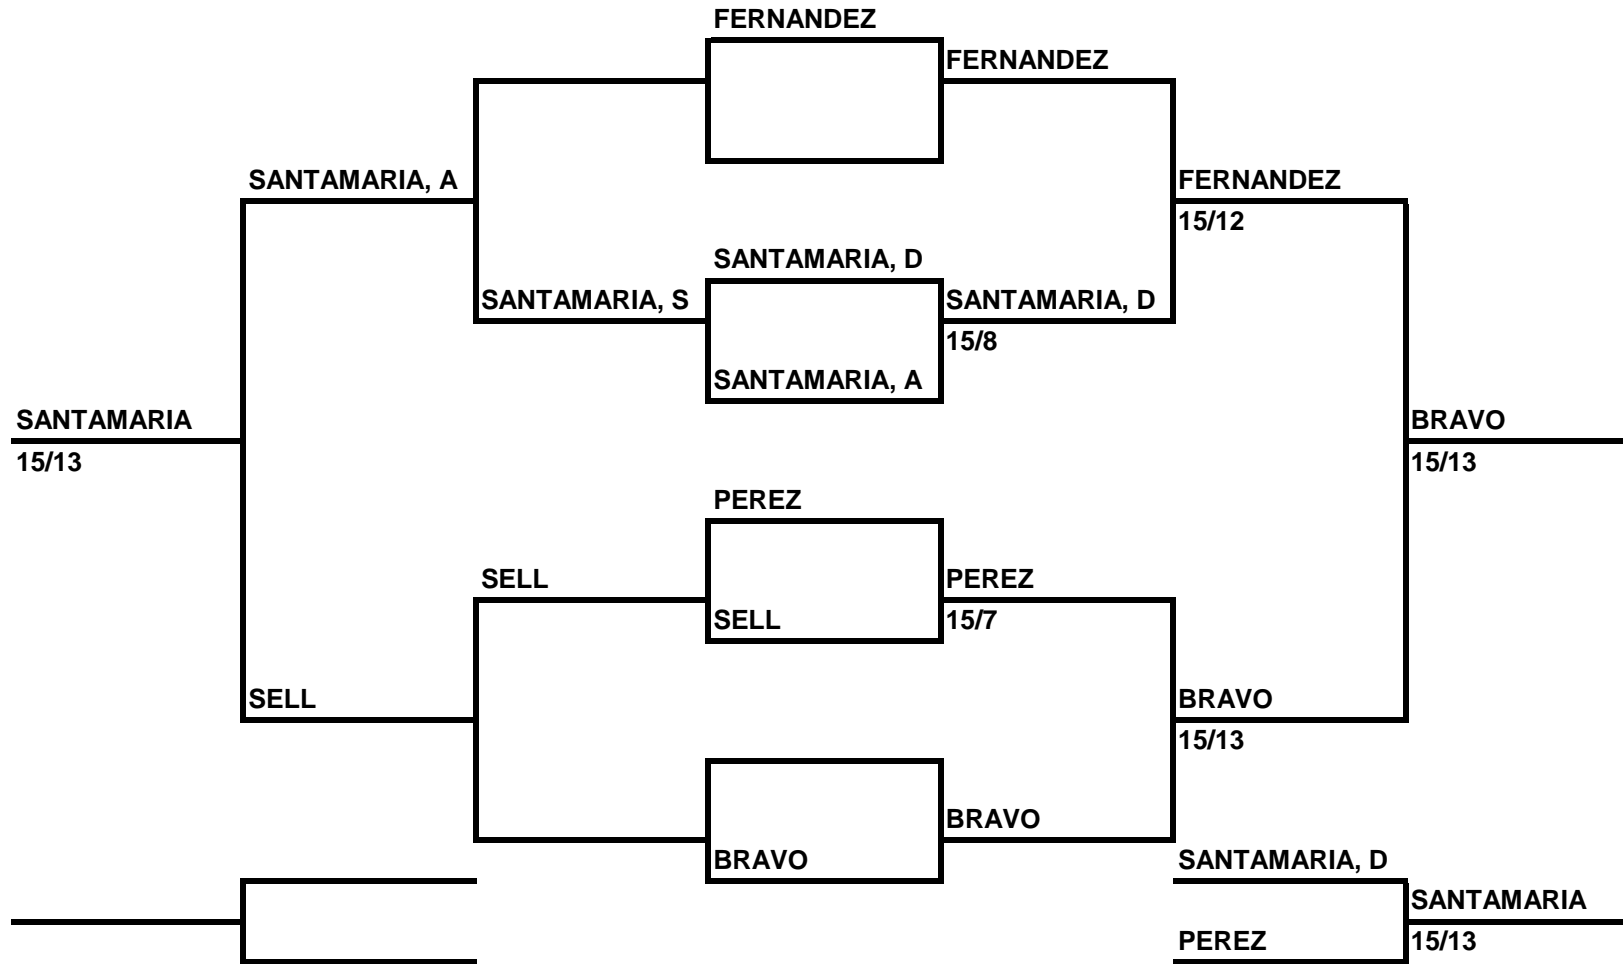 FERNANDEZ
FERNANDEZ
SANTAMARIA, A
FERNANDEZ
15/12
SANTAMARIA, D
SANTAMARIA, S
SANTAMARIA, D
15/8
SANTAMARIA, A
SANTAMARIA
BRAVO
15/13
15/13
PEREZ
SELL
PEREZ
SELL
15/7
SELL
BRAVO
15/13
BRAVO
BRAVO
SANTAMARIA, D
SANTAMARIA
PEREZ
15/13